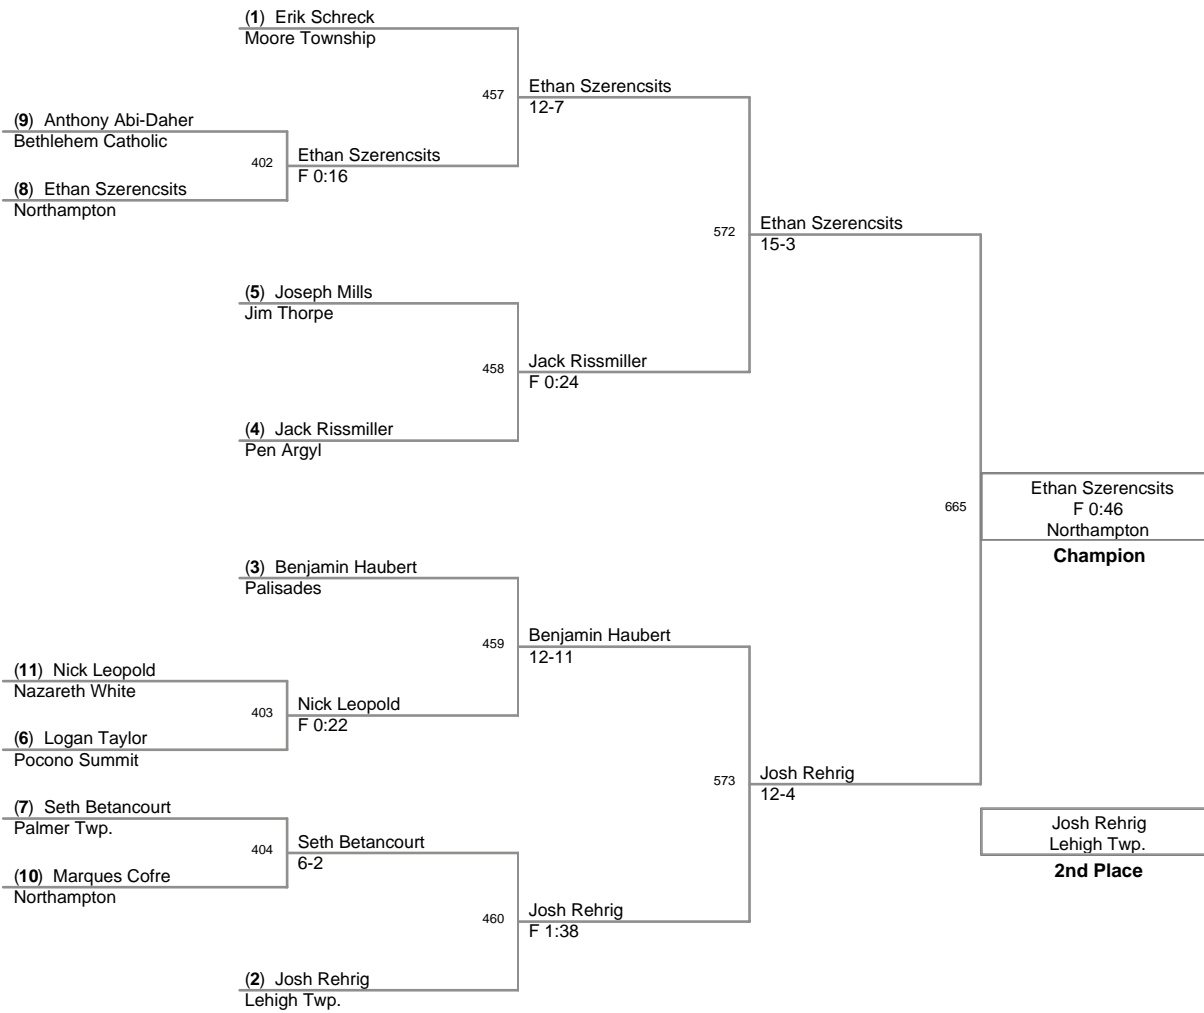 (1) Erik Schreck
Moore Township
457
Ethan Szerencsits
12-7
(9) Anthony Abi-Daher
Bethlehem Catholic
402
Ethan Szerencsits
F 0:16
(8) Ethan Szerencsits
Northampton
572
Ethan Szerencsits
15-3
(5) Joseph Mills
Jim Thorpe
458
Jack Rissmiller
F 0:24
(4) Jack Rissmiller
Pen Argyl
665
Ethan Szerencsits
F 0:46
Northampton
Champion
(3) Benjamin Haubert
Palisades
459
Benjamin Haubert
12-11
(11) Nick Leopold
Nazareth White
403
Nick Leopold
F 0:22
(6) Logan Taylor
Pocono Summit
573
Josh Rehrig
12-4
(7) Seth Betancourt
Palmer Twp.
404
Seth Betancourt
6-2
(10) Marques Cofre
Northampton
460
Josh Rehrig
F 1:38
(2) Josh Rehrig
Lehigh Twp.
Josh Rehrig
Lehigh Twp.
2nd Place